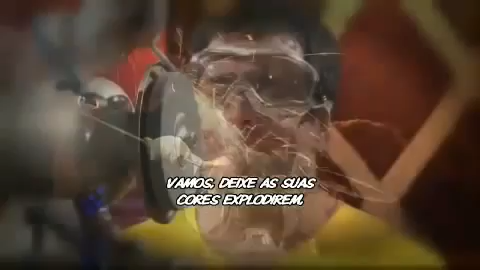 VAMOS, DEIXE AS SUAS
CORES EXPLODIREM.